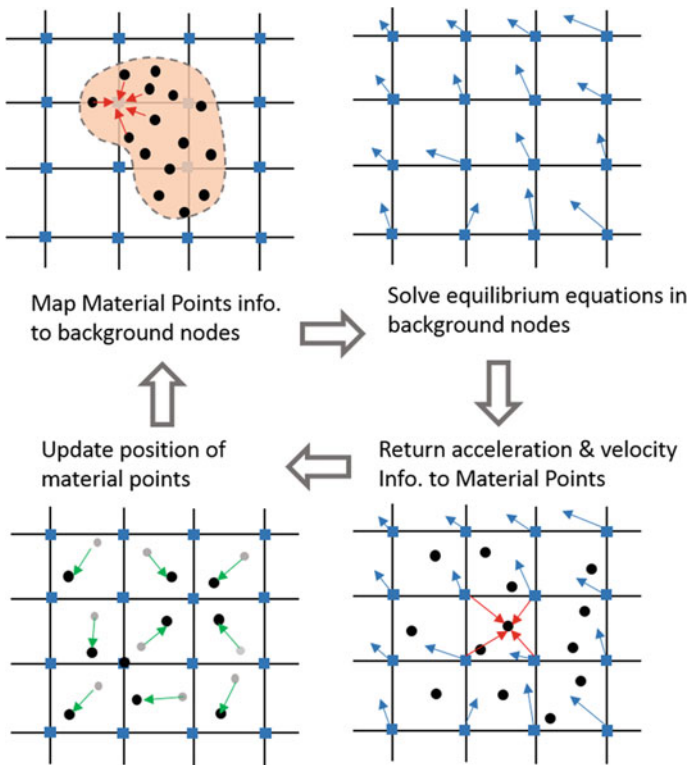 Map Material Points info.
to background nodes
Solve equilibrium equations in
background nodes
Update position of
material points
Return acceleration & velocity
Info. to Material Points